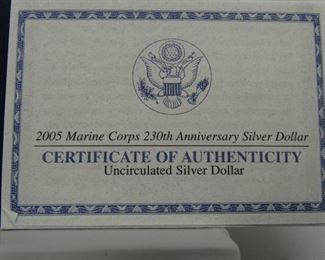 2005 Marine Corps 230th Anniversary Silver Dollar
CERTIFICATE OF AUTHENTICITY
Uncirculated Silver Dollar